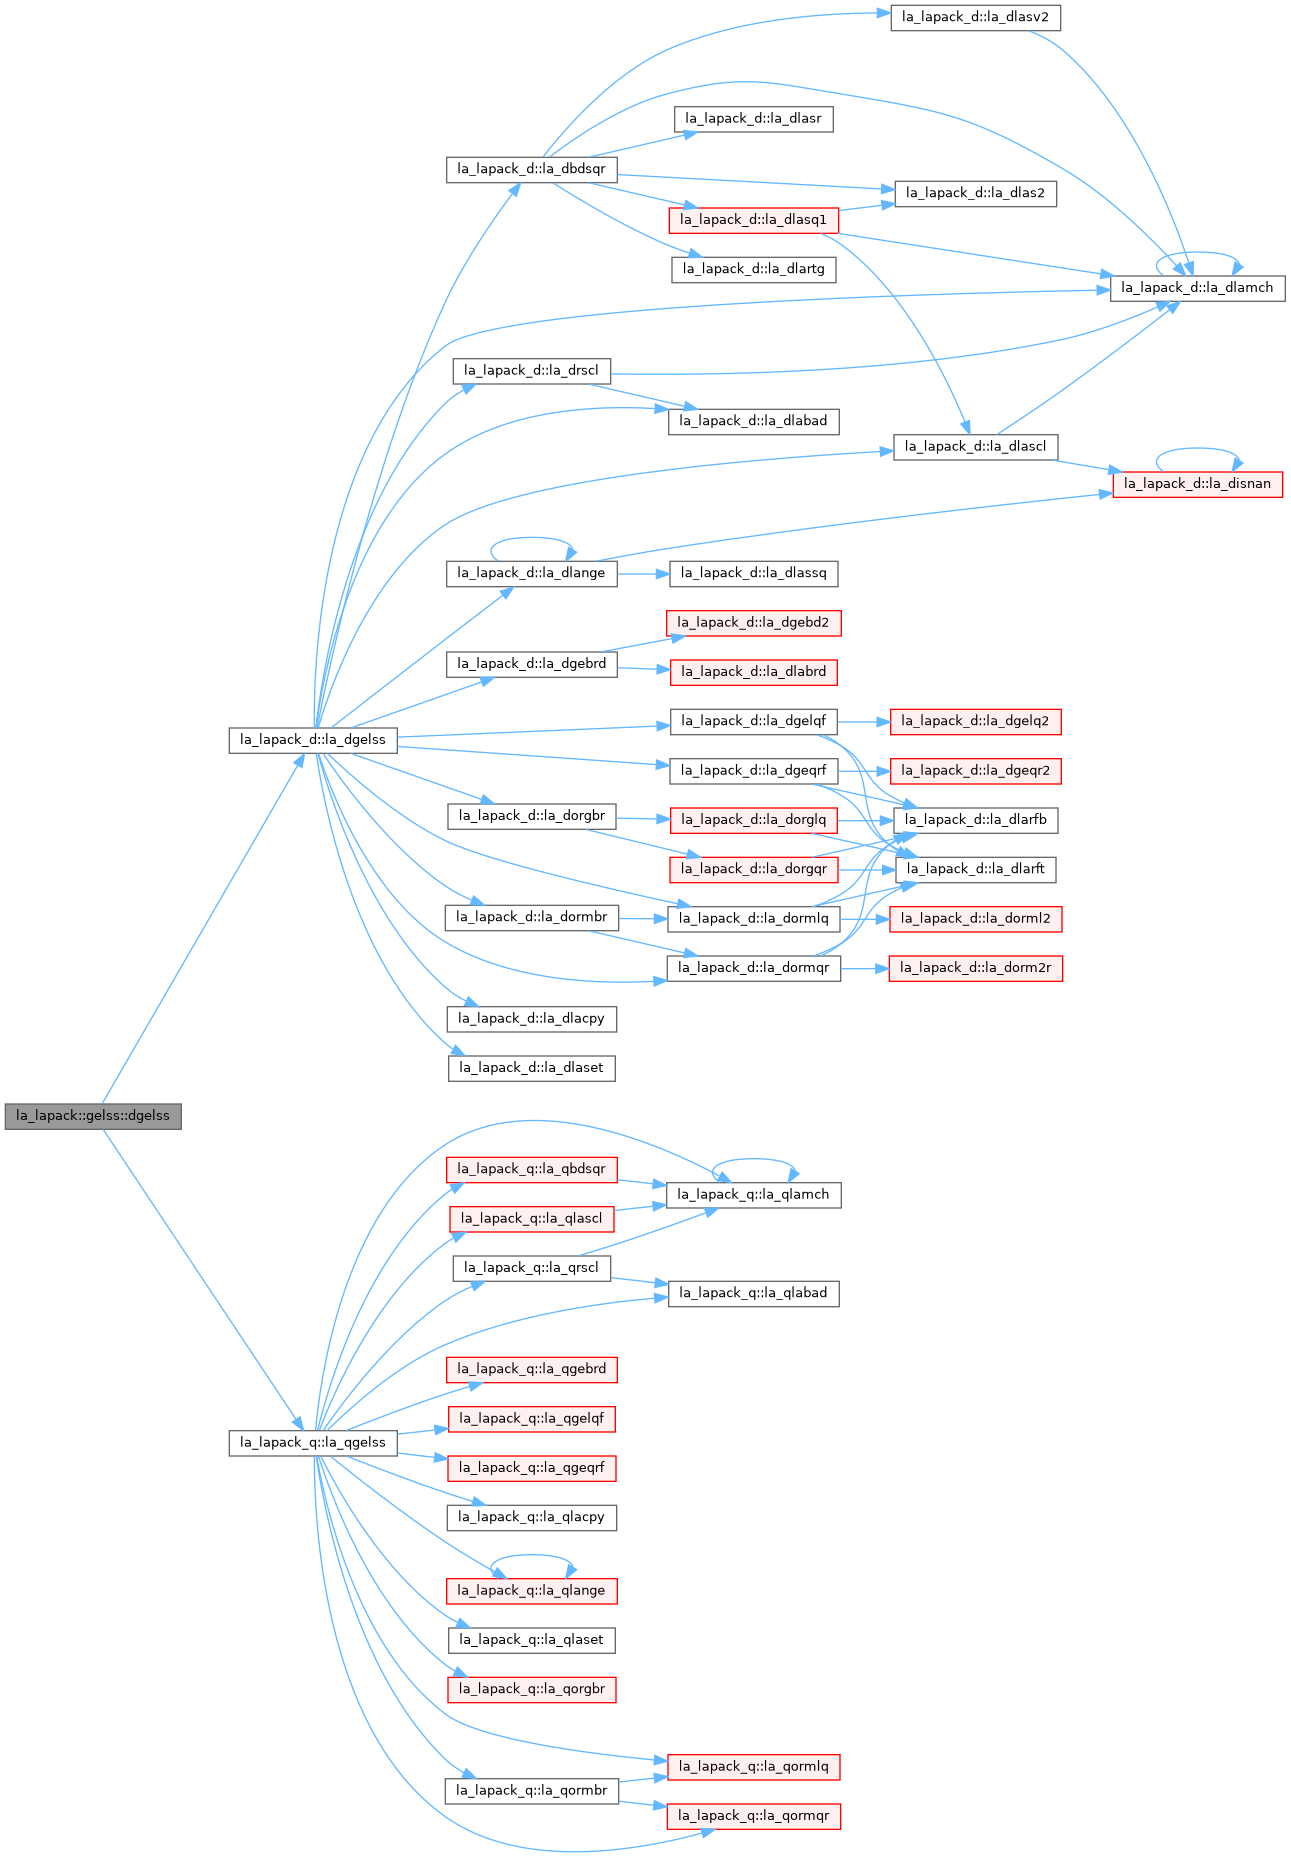 la_lapack_d::la_dlasv2
la_lapack_d::la_dlasr
la_lapack_d::la_dbdsqr
la_lapack_d::la_dlas2
la_lapack_d::la_dlasq1
la_lapack_d::la_dlartg
la_lapack_d::la_dlamch
la_lapack_d::la_drscl
la_lapack_d::la_dlabad
la_lapack_d::la_dlascl
la_lapack_d::la_disnan
la_lapack_d::la_dlange
la_lapack_d::la_dlassq
la_lapack_d::la_dgebd2
la_lapack_d::la_dgebrd
la_lapack_d::la_dlabrd
la_lapack_d::la_dgelqf
la_lapack_d::la_dgelq2
la_lapack_d::la_dgelss
la_lapack_d::la_dgeqrf
la_lapack_d::la_dgeqr2
la_lapack_d::la_dorgbr
la_lapack_d::la_dorglq
la_lapack_d::la_dlarfb
la_lapack_d::la_dorgqr
la_lapack_d::la_dlarft
la_lapack_d::la_dormbr
la_lapack_d::la_dormlq
la_lapack_d::la_dorml2
la_lapack_d::la_dormqr
la_lapack_d::la_dorm2r
la_lapack_d::la_dlacpy
la_lapack_d::la_dlaset
la_lapack::gelss::dgelss
la_lapack_q::la_qbdsqr
la_lapack_q::la_qlamch
la_lapack_q::la_qlascl
la_lapack_q::la_qrscl
la_lapack_q::la_qlabad
la_lapack_q::la_qgebrd
la_lapack_q::la_qgelqf
la_lapack_q::la_qgelss
la_lapack_q::la_qgeqrf
la_lapack_q::la_qlacpy
la_lapack_q::la_qlange
la_lapack_q::la_qlaset
la_lapack_q::la_qorgbr
la_lapack_q::la_qormlq
la_lapack_q::la_qormbr
la_lapack_q::la_qormqr